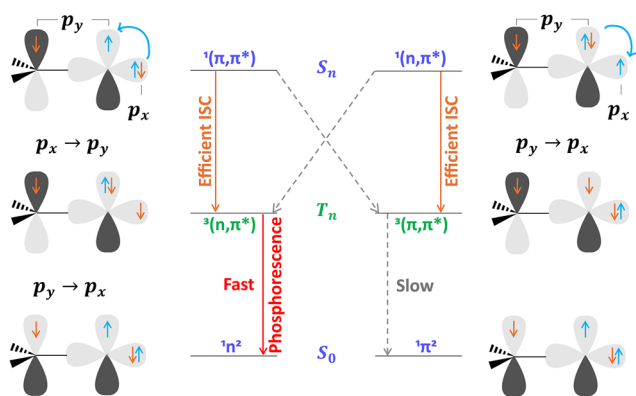 p_y
p_x
p_x → p_y
p_y → p_x
¹(π,π*)
S_n
¹(n,π*)
Efficient ISC
Efficient ISC
³(n,π*)
T_n
³(π,π*)
Fast
Phosphorescence
Slow
¹n²
S_0
¹π²
p_y
p_x
p_y → p_x